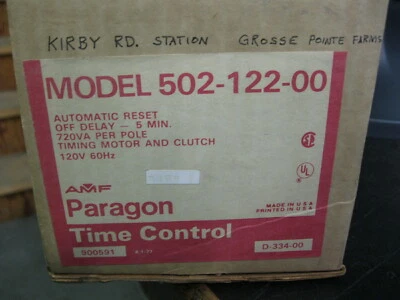 KIRBY RD. STATION GROSSE POINTE FARMS
MODEL 502-122-00
AUTOMATIC RESET
OFF DELAY – 5 MIN.
720VA PER POLE
TIMING MOTOR AND CLUTCH
120V 60Hz
AMF
Paragon
Time Control
MADE IN U.S.A.
PRINTED IN U.S.A.
900691
D-334-00